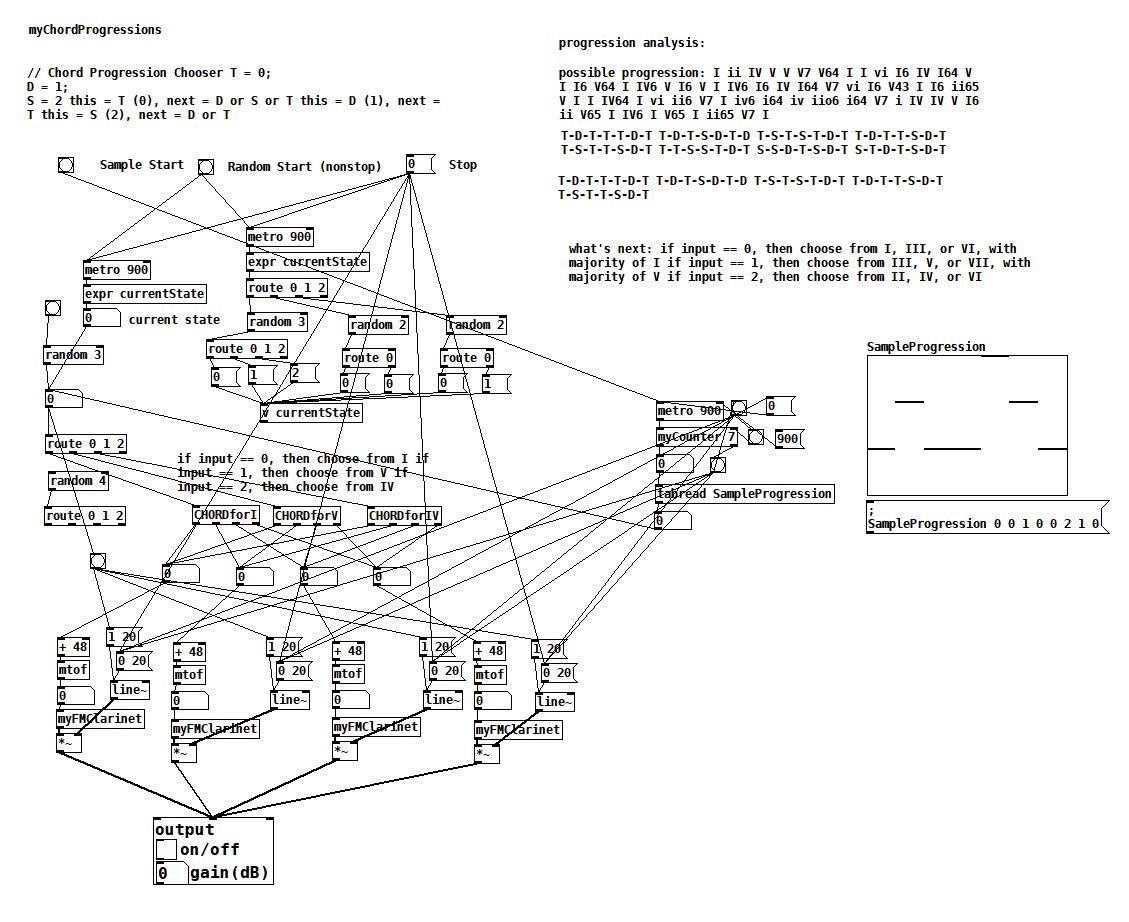 myChordProgressions
progression analysis:
// Chord Progression Chooser T = 0;
D = 1;
S = 2 this = T (0), next = D or S or T this = D (1), next =
T this = S (2), next = D or T
possible progression: I ii IV V V V7 V64 I I vi I6 IV I64 V
I I6 V64 I IV6 V I6 V I IV6 I6 IV I64 V7 vi I6 V43 I I6 ii65
V I I IV64 I vi ii6 V7 I iv6 i64 iv iio6 i64 V7 i IV IV V I6
ii V65 I IV6 I V65 I ii65 V7 I
T-D-T-T-T-D-T T-D-T-S-D-T-D T-S-T-S-T-D-T T-D-T-T-S-D-T
T-S-T-T-S-D-T T-T-S-S-T-D-T S-S-D-T-S-D-T S-T-D-T-S-D-T
T-D-T-T-T-D-T T-D-T-S-D-T-D T-S-T-S-T-D-T T-D-T-T-S-D-T
T-S-T-T-S-D-T
Sample Start
Random Start (nonstop)
0
Stop
metro 900
expr currentState
route 0 1 2
what's next: if input == 0, then choose from I, III, or VI, with
majority of I if input == 1, then choose from III, V, or VII, with
majority of V if input == 2, then choose from II, IV, or VI
metro 900
expr currentState
0
current state
random 3
random 2
random 2
random 3
route 0 1 2
route 0
route 0
0
1
2
0
0
0
1
0
v currentState
SampleProgression
metro 900
0
myCounter 7
900
0
tabread SampleProgression
0
;
SampleProgression 0 0 1 0 0 2 1 0
route 0 1 2
if input == 0, then choose from I if
input == 1, then choose from V if
input == 2, then choose from IV
random 4
route 0 1 2
CHORDforI
CHORDforV
CHORDforIV
0
0
0
0
1 20
1 20
1 20
1 20
+ 48
+ 48
+ 48
+ 48
0 20
0 20
0 20
0 20
mtof
mtof
mtof
mtof
0
line~
0
line~
0
line~
0
line~
myFMClarinet
myFMClarinet
myFMClarinet
myFMClarinet
*~
*~
*~
*~
output
on/off
0
gain(dB)